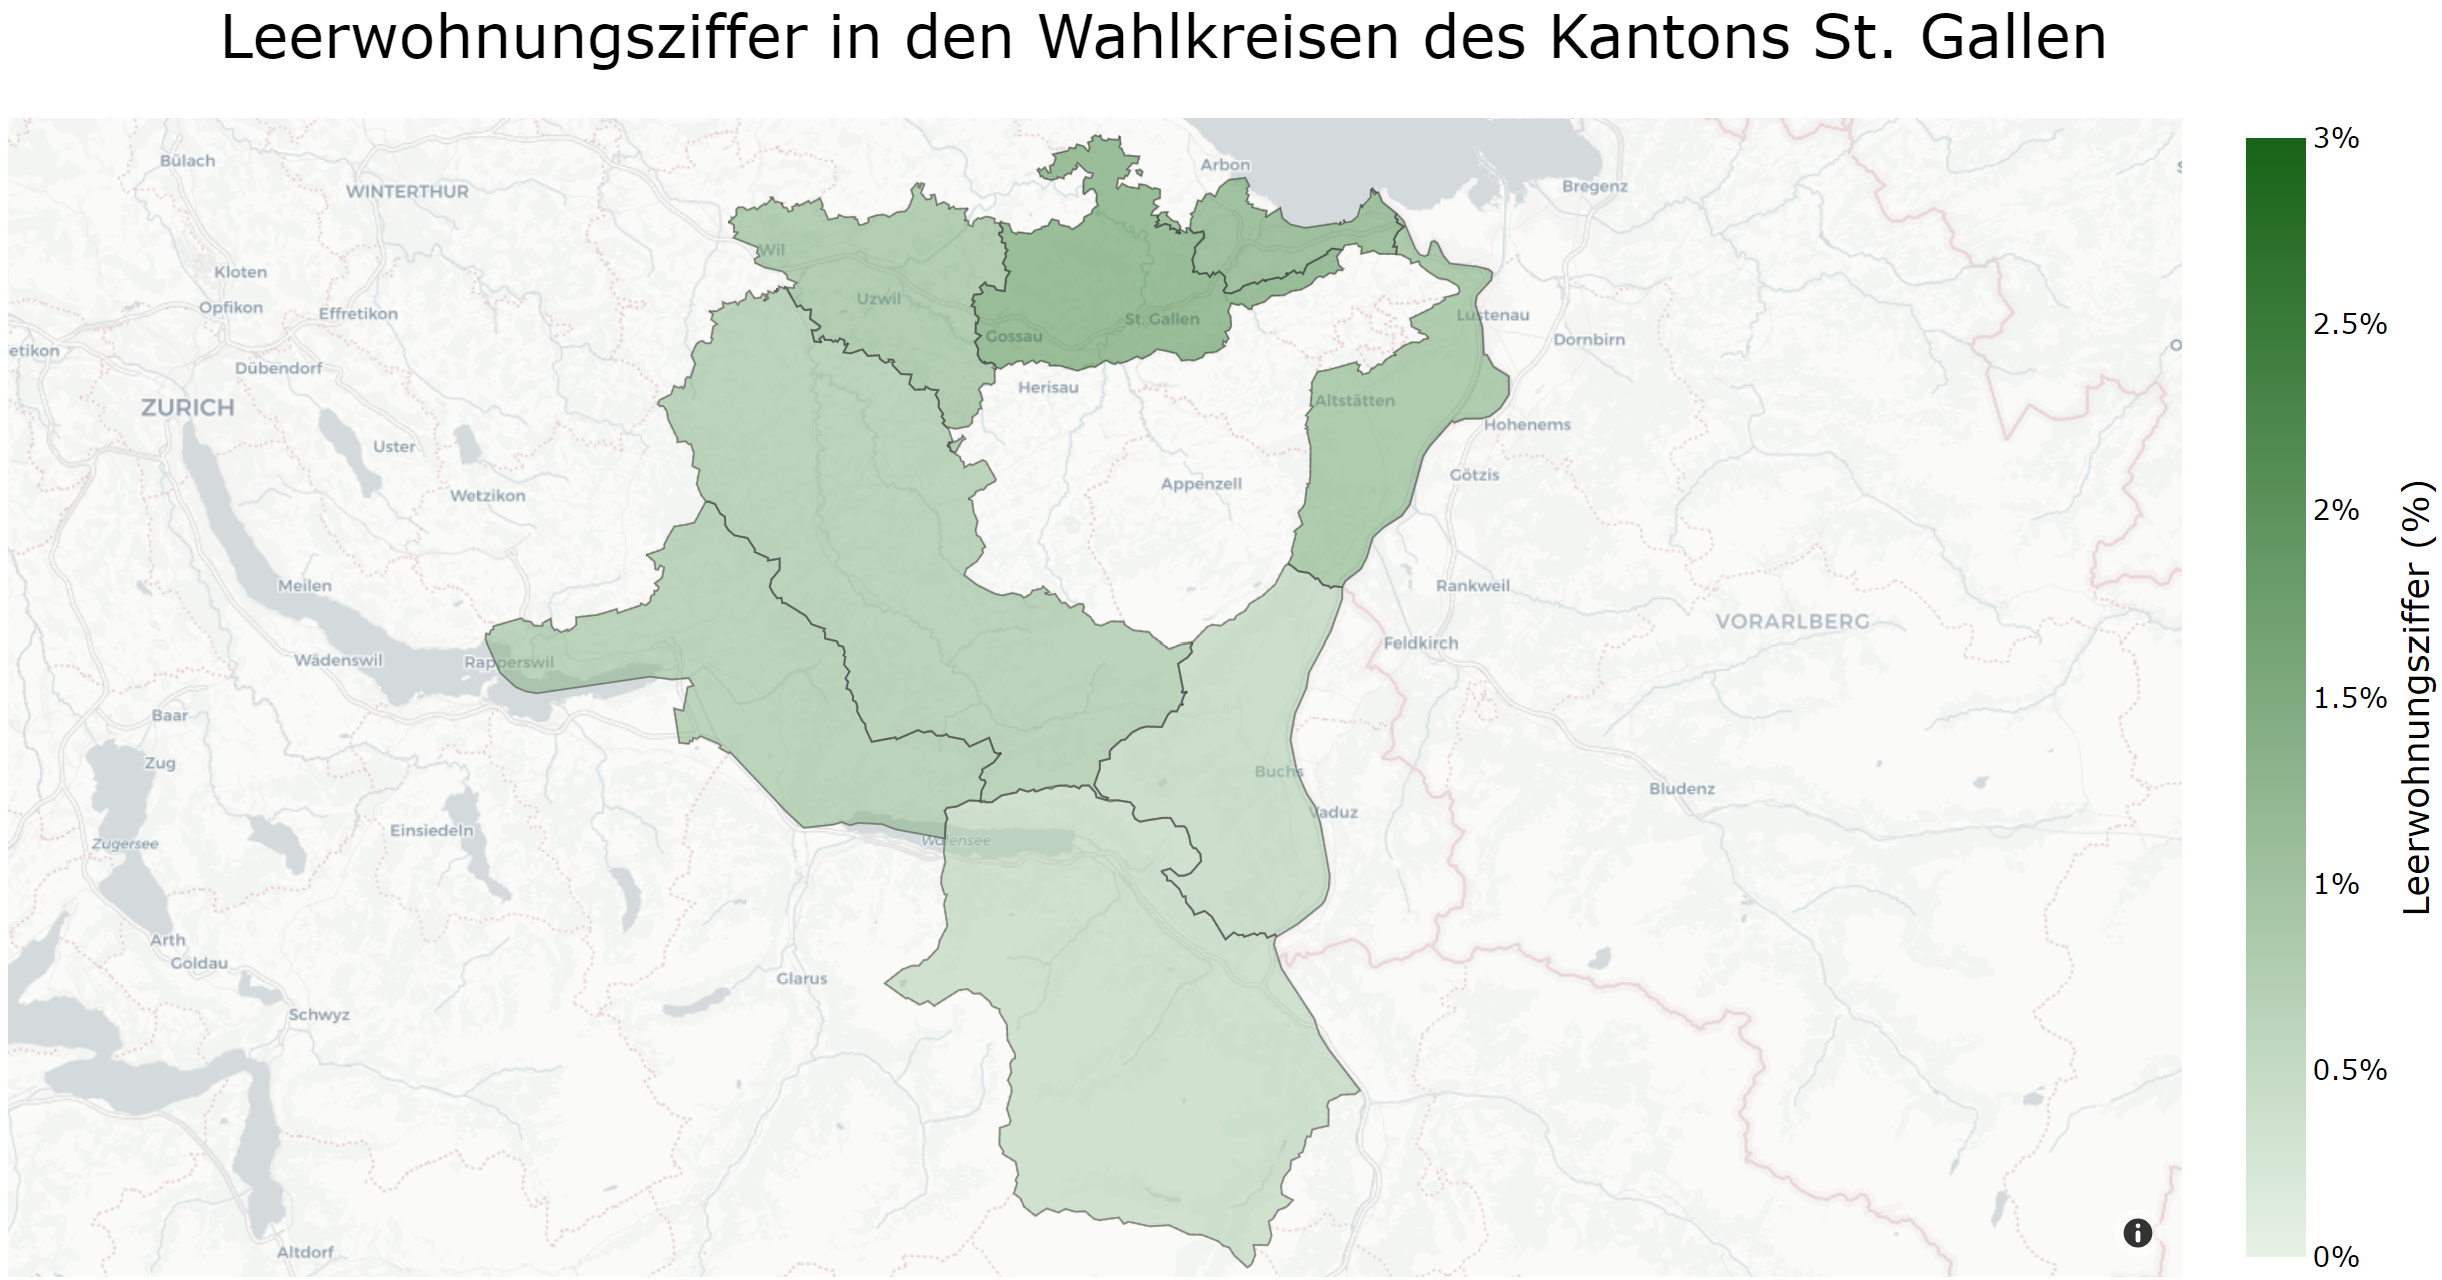 Leerwohnungsziffer in den Wahlkreisen des Kantons St. Gallen
Bülach
WINTERTHUR
Arbon
Bregenz
Wil
Kloten
Opfikon
Effretikon
Uzwil
St. Gallen
Gossau
Lustenau
Dornbirn
etikon
Dübendorf
Herisau
ZURICH
Altstätten
Hohenems
Uster
Wetzikon
Appenzell
Götzis
Meilen
Rankweil
VORARLBERG
Feldkirch
Wädenswil
Rapperswil
Baar
Zug
Buchs
Vaduz
Bludenz
Einsiedeln
Zugersee
Walensee
Arth
Goldau
Glarus
Schwyz
Altdorf
3%
2.5%
2%
1.5%
1%
0.5%
0%
Leerwohnungsziffer (%)